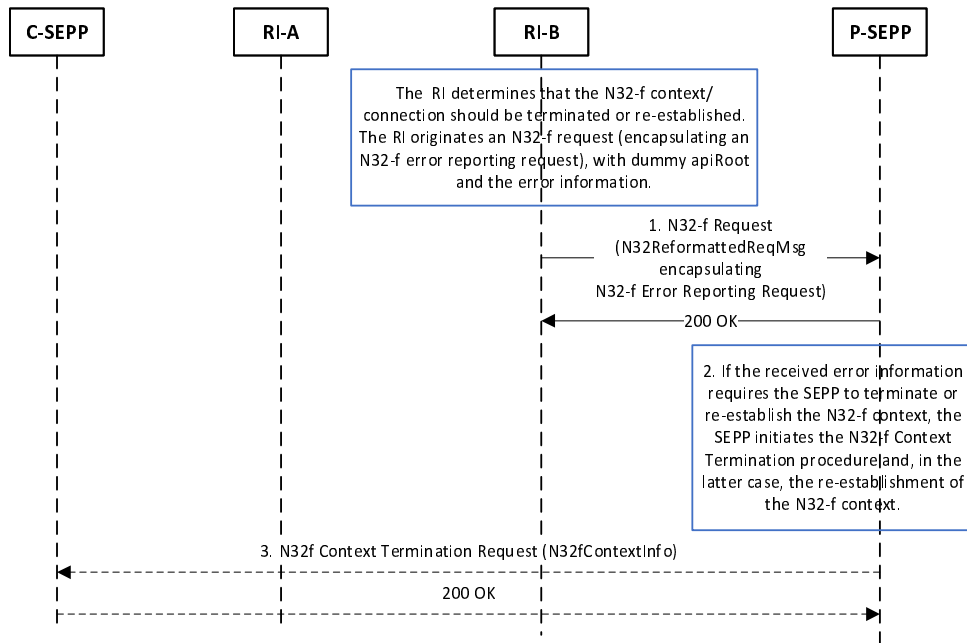 C-SEPP
RI-A
RI-B
P-SEPP
The RI determines that the N32-f context/
connection should be terminated or re-established.
The RI originates an N32-f request (encapsulating an
N32-f error reporting request), with dummy apiRoot
and the error information.
1. N32-f Request
(N32ReformattedReqMsg
encapsulating
N32-f Error Reporting Request)
200 OK
2. If the received error information
requires the SEPP to terminate or
re-establish the N32-f context, the
SEPP initiates the N32-f Context
Termination procedure and, in the
latter case, the re-establishment of
the N32-f context.
3. N32f Context Termination Request (N32fContextInfo)
200 OK